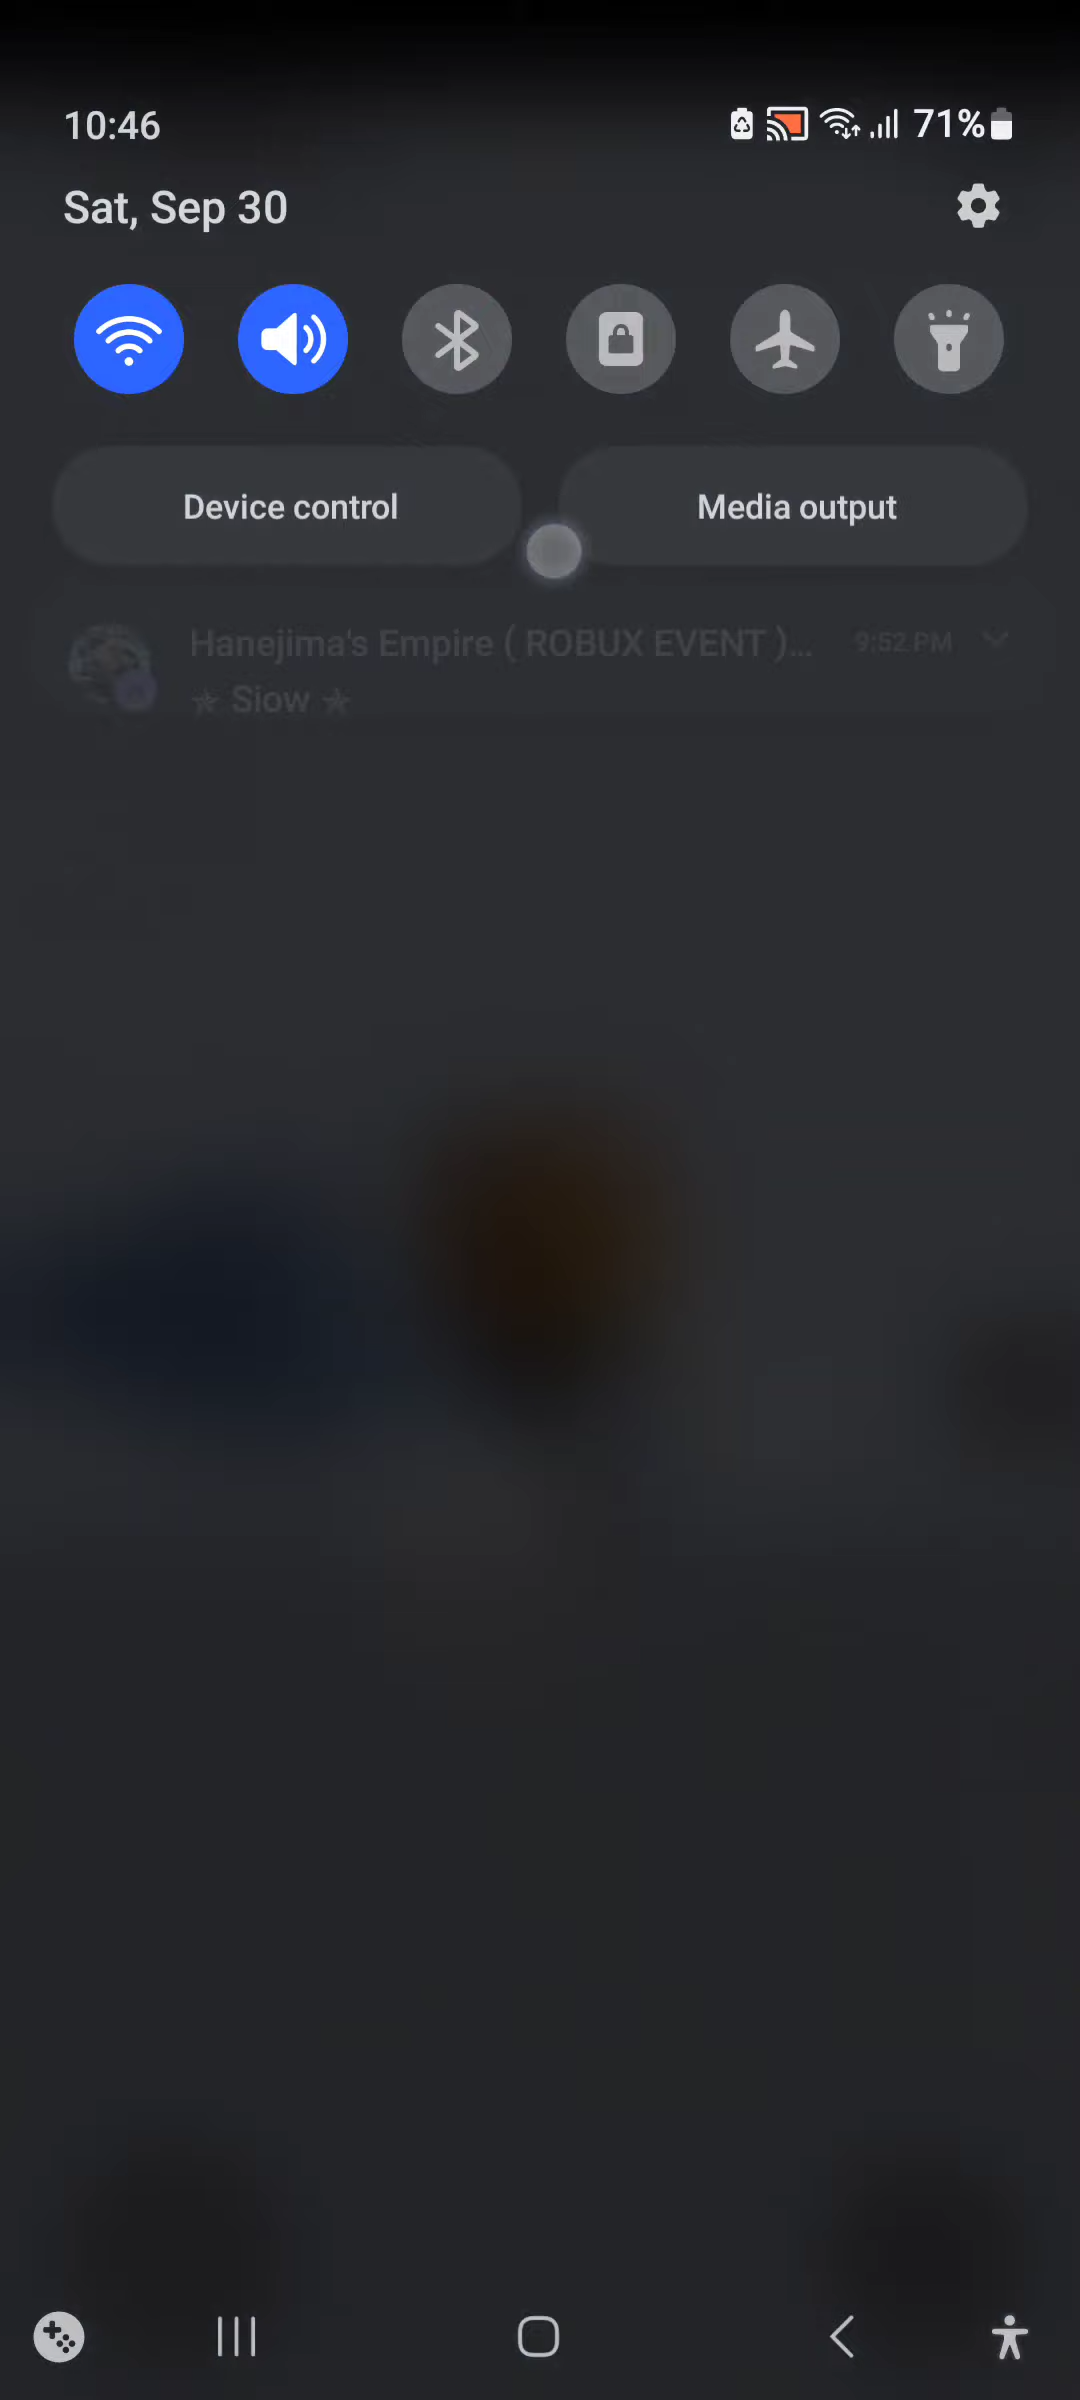 10:46
71%
Sat, Sep 30
Device control
Media output
Hanejima's Empire ( ROBUX EVENT )...
9:52 PM
✯ Siow ✯